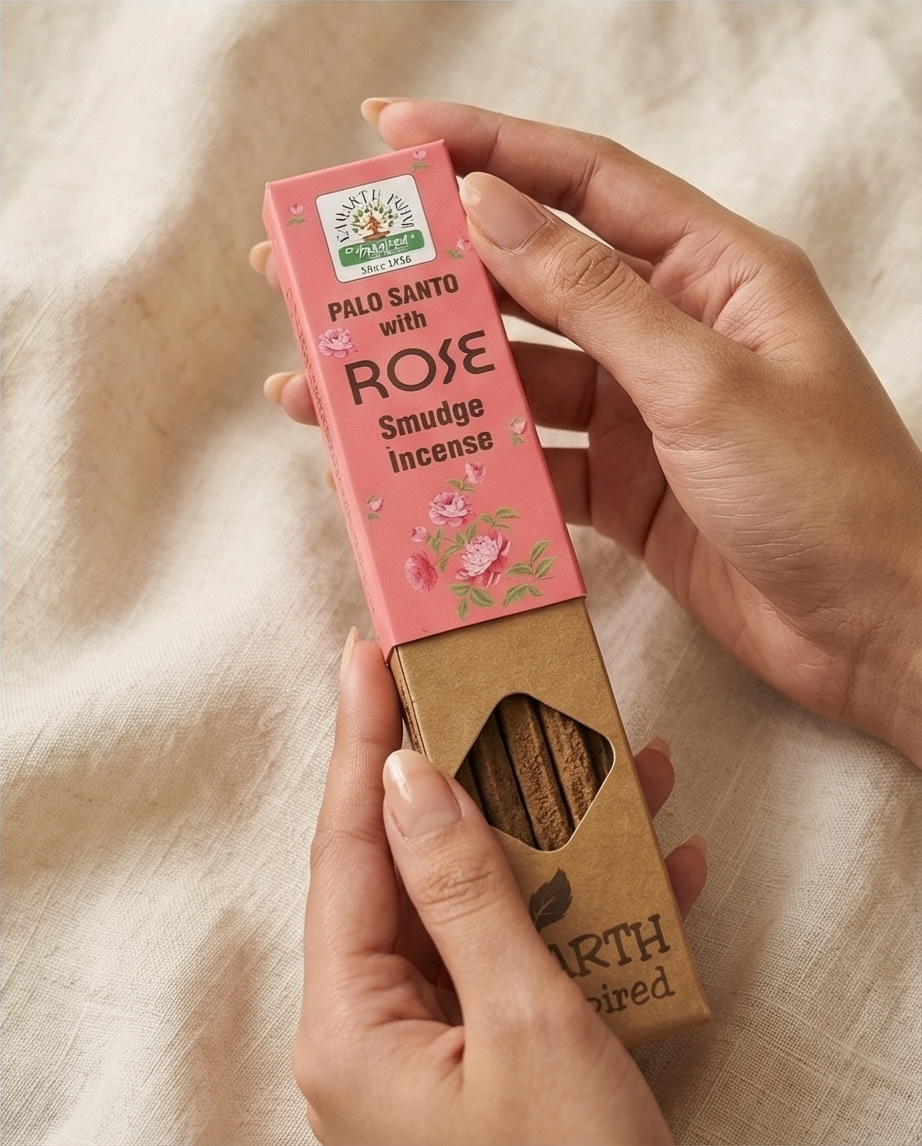 PALO SANTO
with
ROSE
Smudge
Incense
ARTH
pired